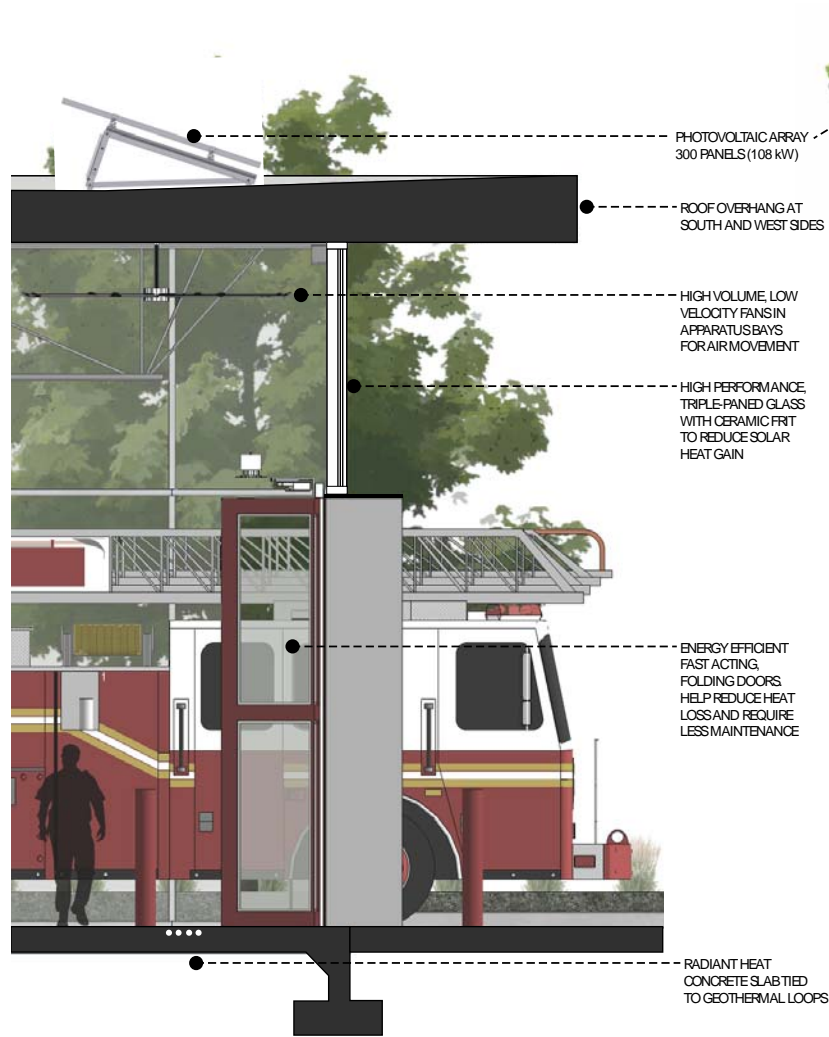 PHOTOVOLTAIC ARRAY
300 PANELS (108 kW)
ROOF OVERHANG AT
SOUTH AND WEST SIDES
HIGH VOLUME, LOW
VELOCITY FANS IN
APPARATUS BAYS
FOR AIR MOVEMENT
HIGH PERFORMANCE,
TRIPLE-PANED GLASS
WITH CERAMIC FRIT
TO REDUCE SOLAR
HEAT GAIN
ENERGY EFFICIENT
FAST ACTING,
FOLDING DOORS.
HELP REDUCE HEAT
LOSS AND REQUIRE
LESS MAINTENANCE
RADIANT HEAT
CONCRETE SLAB TIED
TO GEOTHERMAL LOOPS